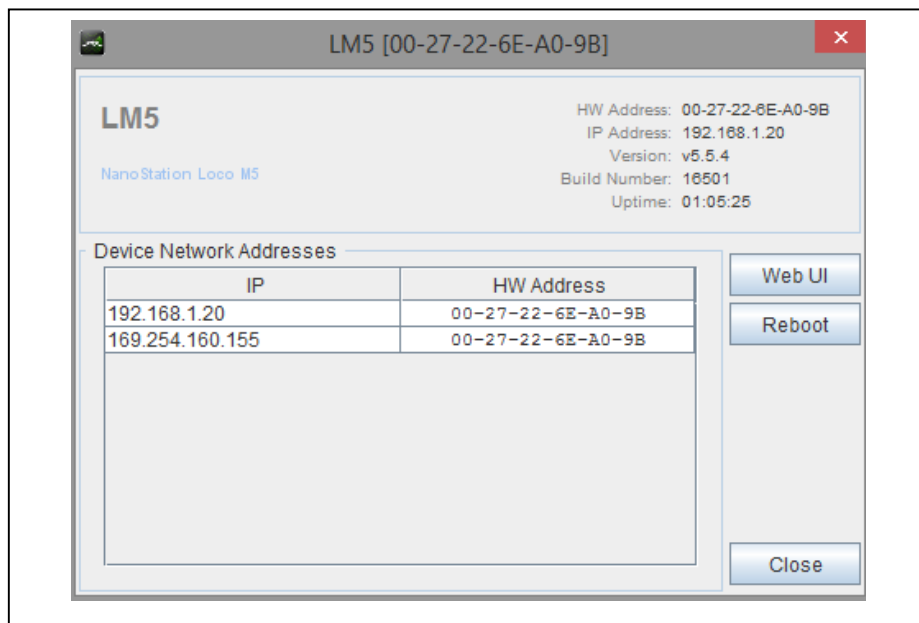 LM5 [00-27-22-6E-A0-9B]
LM5
NanoStation Loco M5
HW Address: 00-27-22-6E-A0-9B
IP Address: 192.168.1.20
Version: v5.5.4
Build Number: 16501
Uptime: 01:05:25
Device Network Addresses
IP HW Address
192.168.1.20 00-27-22-6E-A0-9B
169.254.160.155 00-27-22-6E-A0-9B
Web UI
Reboot
Close